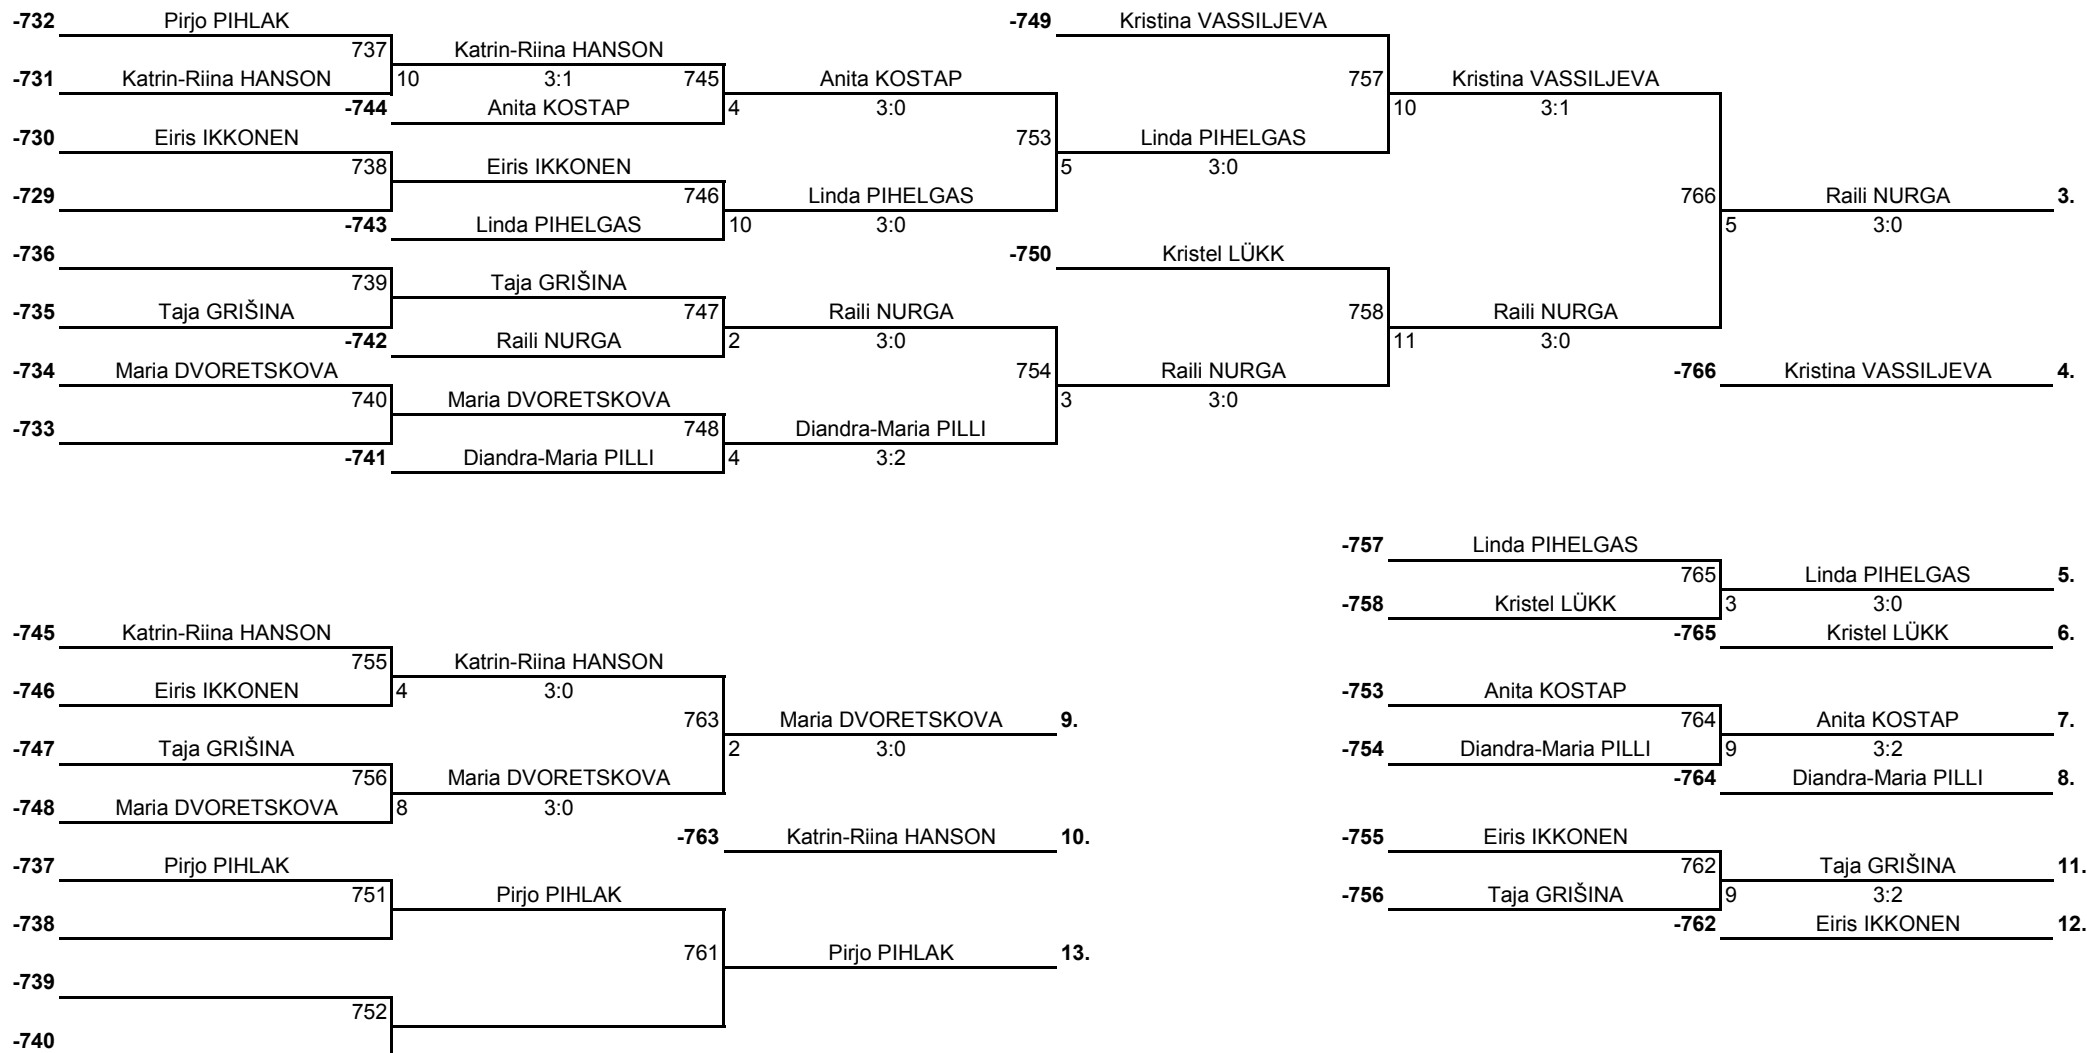 -732 Pirjo PIHLAK -749 Kristina VASSILJEVA
737 Katrin-Riina HANSON
-731 Katrin-Riina HANSON 10 3:1 745 Anita KOSTAP 757 Kristina VASSILJEVA
-744 Anita KOSTAP 4 3:0 10 3:1
-730 Eiris IKKONEN 753 Linda PIHELGAS
738 Eiris IKKONEN 5 3:0
-729 746 Linda PIHELGAS 766 Raili NURGA 3.
-743 Linda PIHELGAS 10 3:0 5 3:0
-736 -750 Kristel LÜKK
739 Taja GRIŠINA
-735 Taja GRIŠINA 747 Raili NURGA 758 Raili NURGA
-742 Raili NURGA 2 3:0 11 3:0
-734 Maria DVORETSKOVA 754 Raili NURGA -766 Kristina VASSILJEVA 4.
740 Maria DVORETSKOVA 3 3:0
-733 748 Diandra-Maria PILLI
-741 Diandra-Maria PILLI 4 3:2
-757 Linda PIHELGAS
765 Linda PIHELGAS 5.
-758 Kristel LÜKK 3 3:0
-745 Katrin-Riina HANSON -765 Kristel LÜKK 6.
755 Katrin-Riina HANSON
-746 Eiris IKKONEN 4 3:0 -753 Anita KOSTAP
763 Maria DVORETSKOVA 9. 764 Anita KOSTAP 7.
-747 Taja GRIŠINA 2 3:0 -754 Diandra-Maria PILLI 9 3:2
756 Maria DVORETSKOVA -764 Diandra-Maria PILLI 8.
-748 Maria DVORETSKOVA 8 3:0
-763 Katrin-Riina HANSON 10. -755 Eiris IKKONEN
-737 Pirjo PIHLAK 762 Taja GRIŠINA 11.
751 Pirjo PIHLAK -756 Taja GRIŠINA 9 3:2
-738 -762 Eiris IKKONEN 12.
761 Pirjo PIHLAK 13.
-739
752
-740